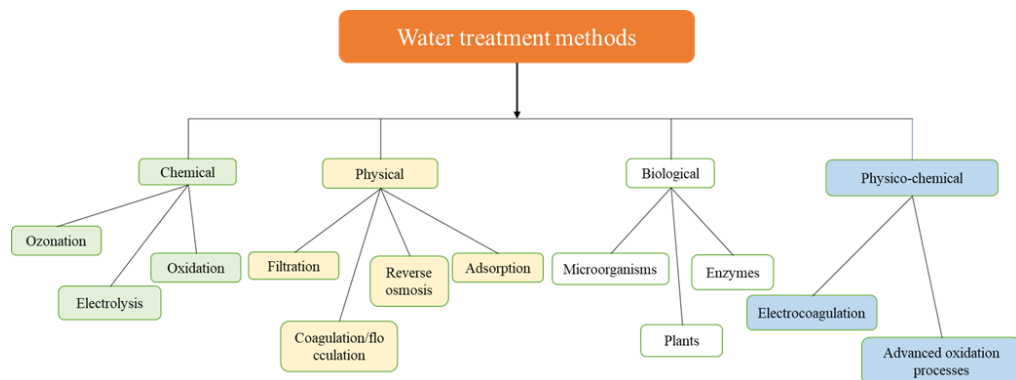 Water treatment methods
Chemical
Physical
Biological
Physico-chemical
Ozonation
Oxidation
Electrolysis
Filtration
Reverse
osmosis
Adsorption
Coagulation/flo
cculation
Microorganisms
Enzymes
Plants
Electrocoagulation
Advanced oxidation
processes